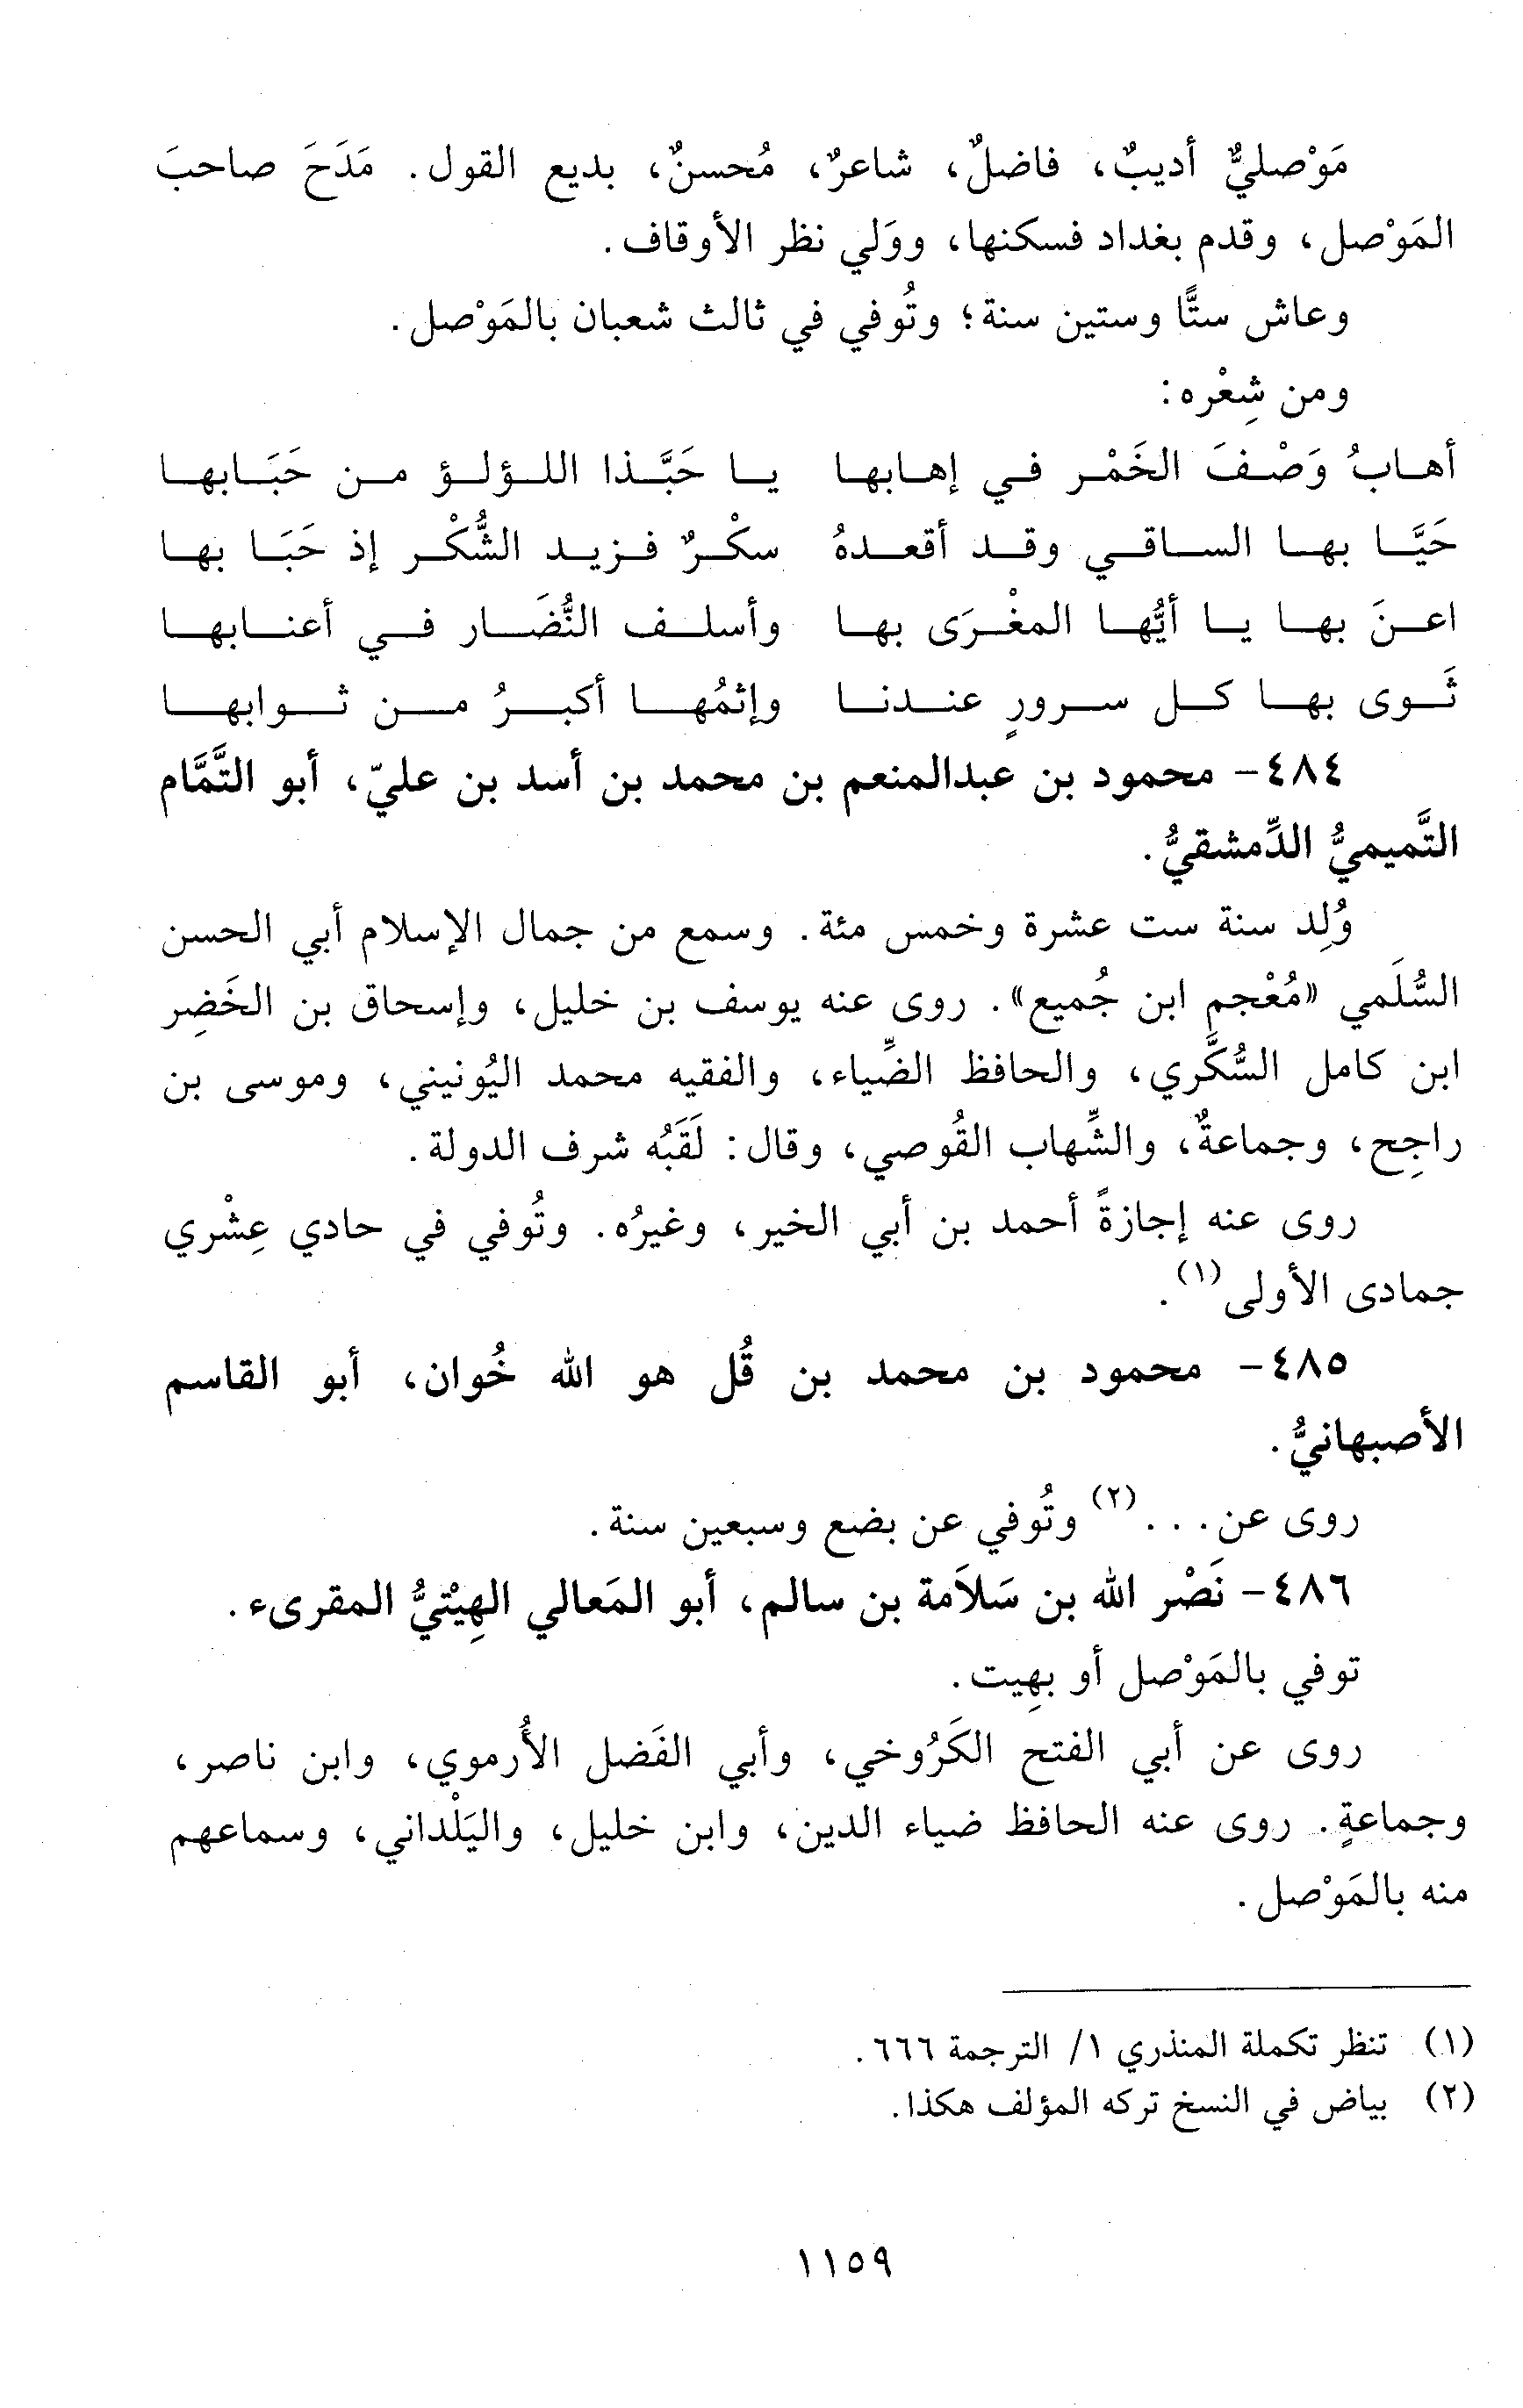 مَوْصليٌّ أديبٌ، فاضلٌ، شاعرٌ، مُحسنٌ، بديع القول. مَدَحَ صاحبَ
المَوْصل، وقدم بغداد فسكنها، ووَلي نظر الأوقاف.
وعاش ستًّا وستين سنة؛ وتُوفي في ثالث شعبان بالمَوْصل.
ومن شِعْره:
أهابُ وَصْفَ الخَمْر في إهابها يا حَبَّذا اللؤلؤ من حَبَابها
حَيَّا بها الساقي وقد أقعدهُ سكْرٌ فزيد الشُّكْر إذ حَبَا بها
اعنَ بها يا أيُّها المغْرَى بها وأسلف النُّضَار في أعنابها
ثَوى بها كل سرورٍ عندنا وإثمُها أكبرُ من ثوابها
٤٨٤- محمود بن عبدالمنعم بن محمد بن أسد بن عليّ، أبو التَّمَّام
التَّميميُّ الدِّمشقيُّ.
وُلِد سنة ست عشرة وخمس مئة. وسمع من جمال الإسلام أبي الحسن
السُّلَمي «مُعْجم ابن جُميع». روى عنه يوسف بن خليل، وإسحاق بن الخَضِر
ابن كامل السُّكَّري، والحافظ الضِّياء، والفقيه محمد اليُونيني، وموسى بن
راجِح، وجماعةٌ، والشِّهاب القُوصي، وقال: لَقَبُه شرف الدولة.
روى عنه إجازةً أحمد بن أبي الخير، وغيرُه. وتُوفي في حادي عِشْري
جمادى الأولى(١).
٤٨٥- محمود بن محمد بن قُل هو الله خُوان، أبو القاسم
الأصبهانيُّ.
روى عن...(٢) وتُوفي عن بضع وسبعين سنة.
٤٨٦- نَصْر الله بن سَلاَمة بن سالم، أبو المَعالي الهِيْتيُّ المقرىء.
توفي بالمَوْصل أو بهِيت.
روى عن أبي الفتح الكَرُوخي، وأبي الفَضل الأُرموي، وابن ناصر،
وجماعةٍ. روى عنه الحافظ ضياء الدين، وابن خليل، واليَلْداني، وسماعهم
منه بالمَوْصل.
(١) تنظر تكملة المنذري ١/ الترجمة ٦٦٦.
(٢) بياض في النسخ تركه المؤلف هكذا.
١١٥٩